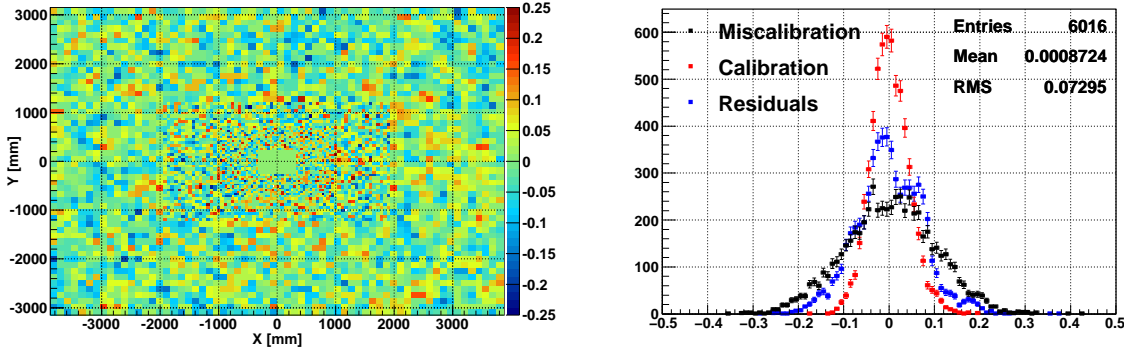 3000
2000
1000
0
-1000
-2000
-3000
Y [mm]
-3000 -2000 -1000 0 1000 2000 3000
X [mm]
0.25
0.2
0.15
0.1
0.05
0
-0.05
-0.1
-0.15
-0.2
-0.25
600
500
400
300
200
100
0
−0.5 −0.4 −0.3 −0.2 −0.1 0 0.1 0.2 0.3 0.4 0.5
Miscalibration
Calibration
Residuals
Entries 6016
Mean 0.0008724
RMS 0.07295